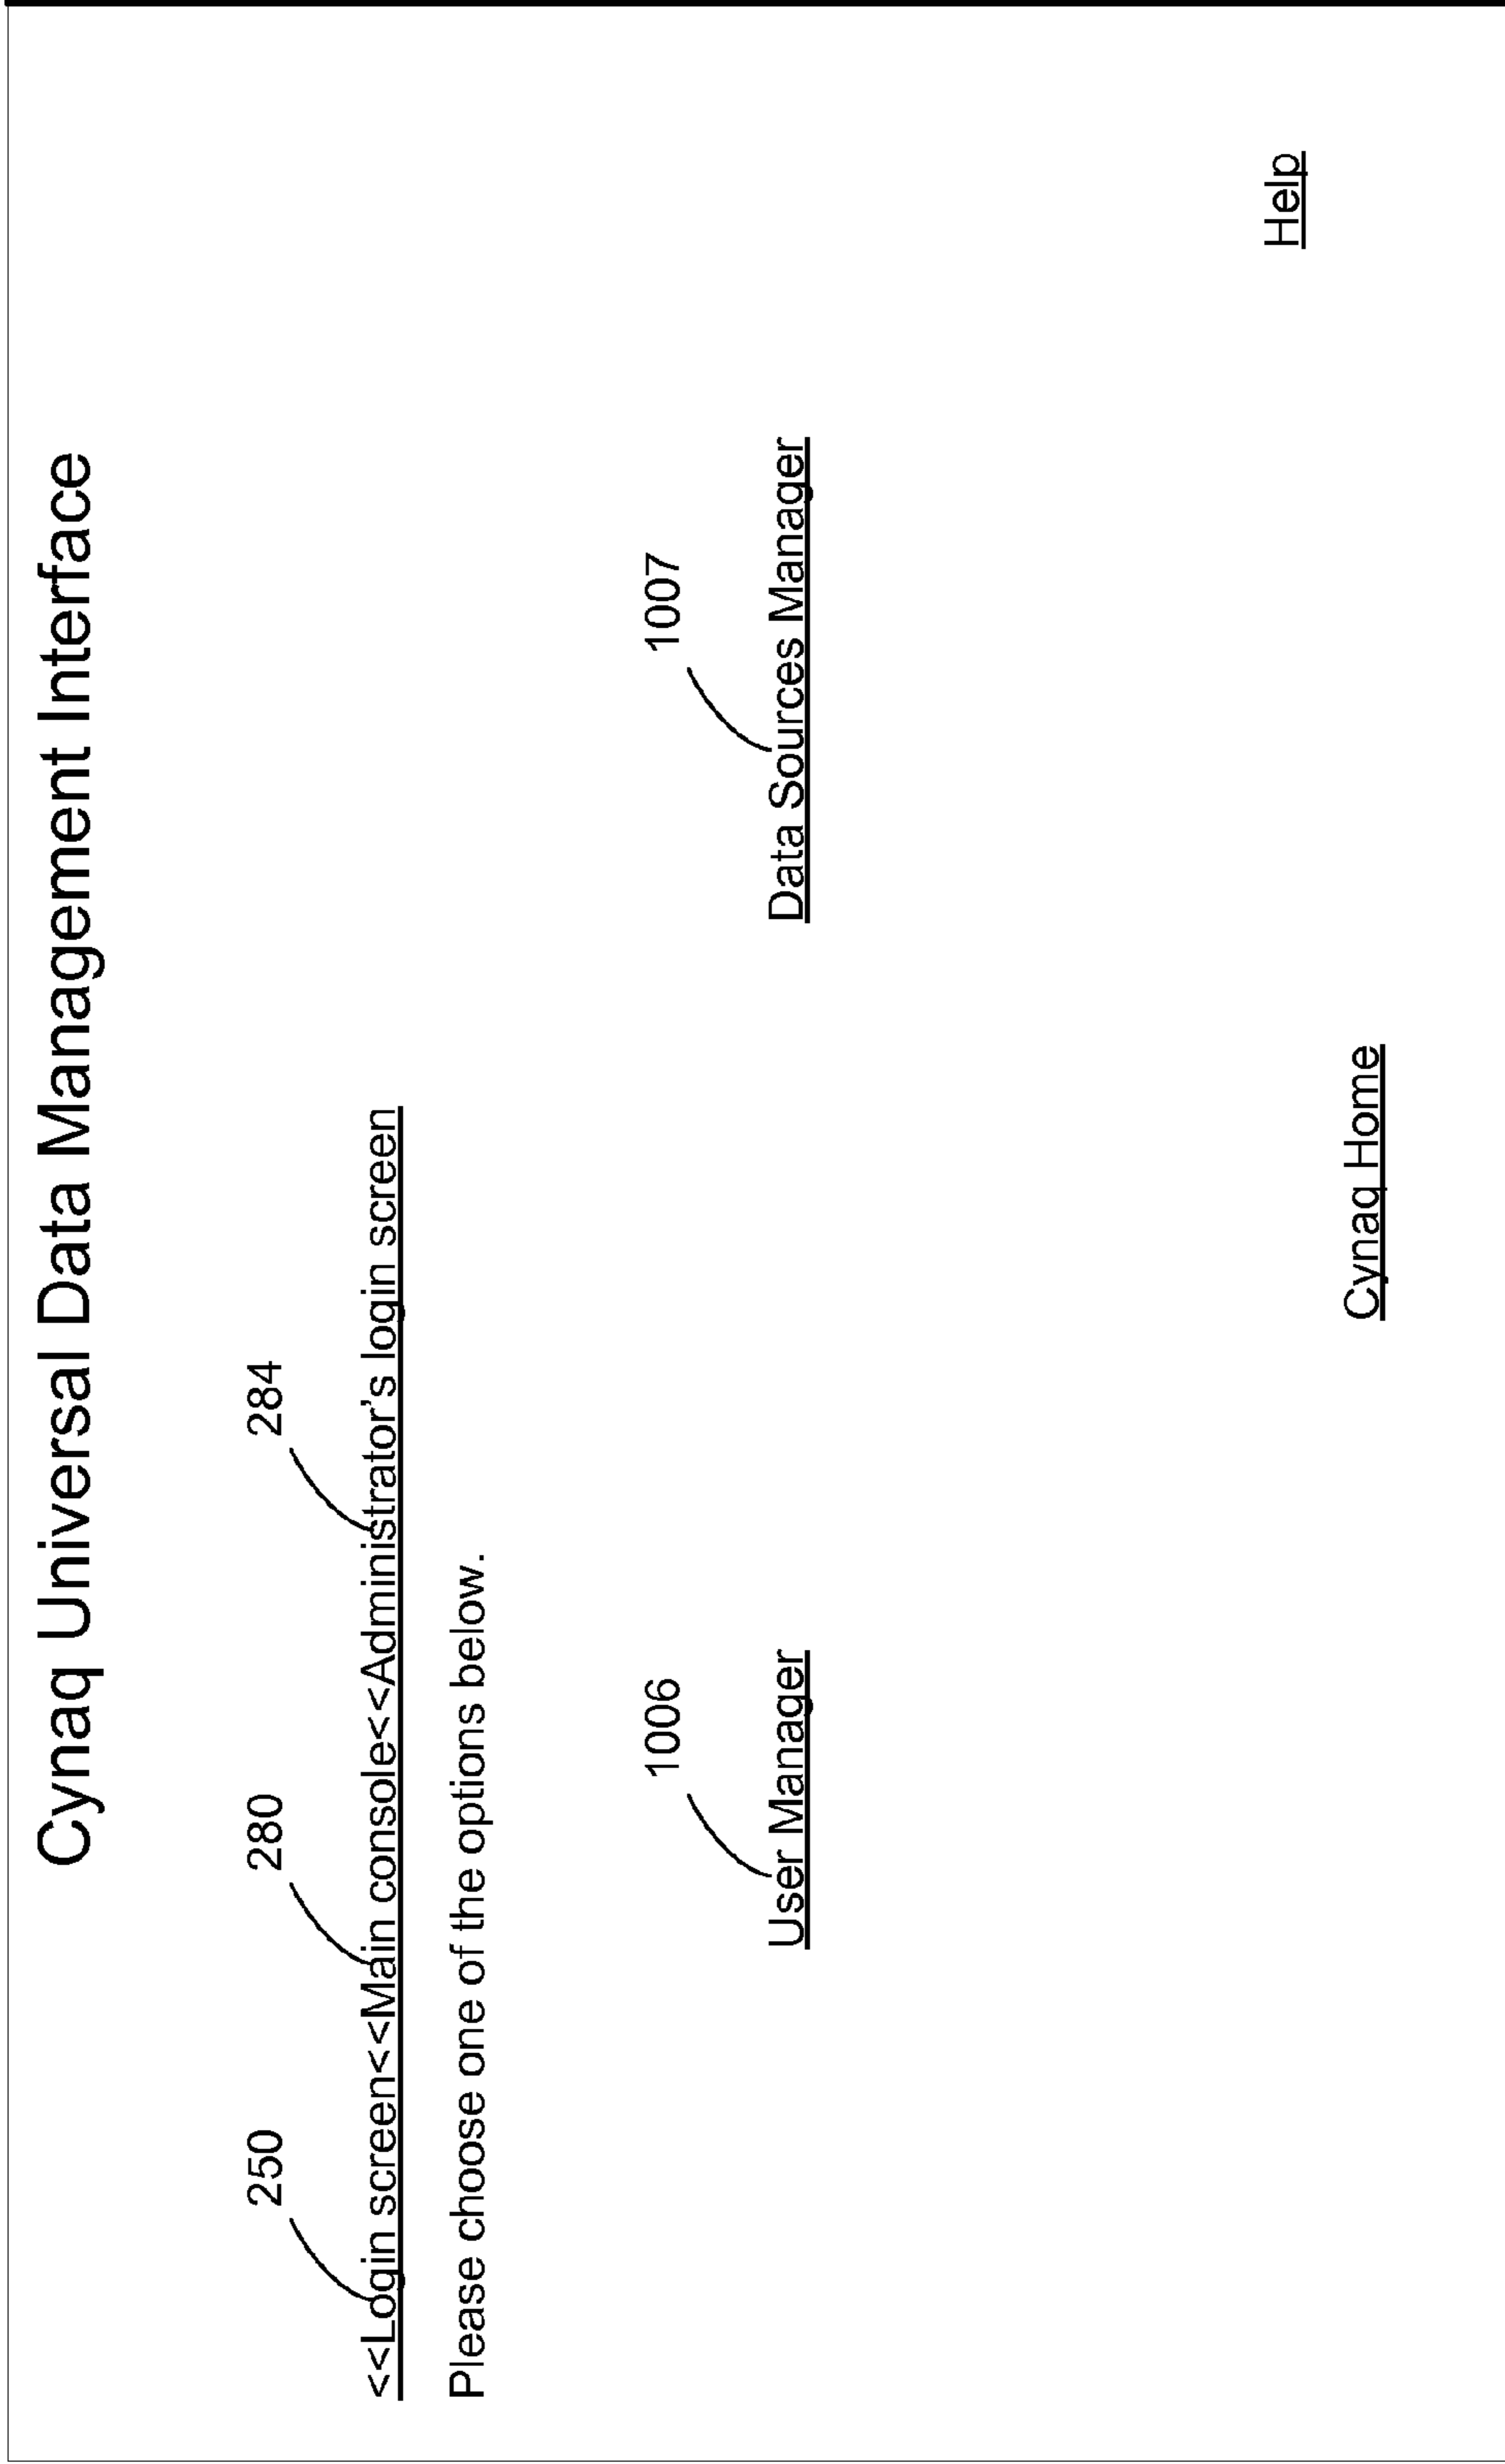 Cynaq Universal Data Management Interface
250 280 284
<<Login screen<<Main console<<Administrator's login screen
Please choose one of the options below.
1006 1007
User Manager Data Sources Manager
Help
Cynaq Home